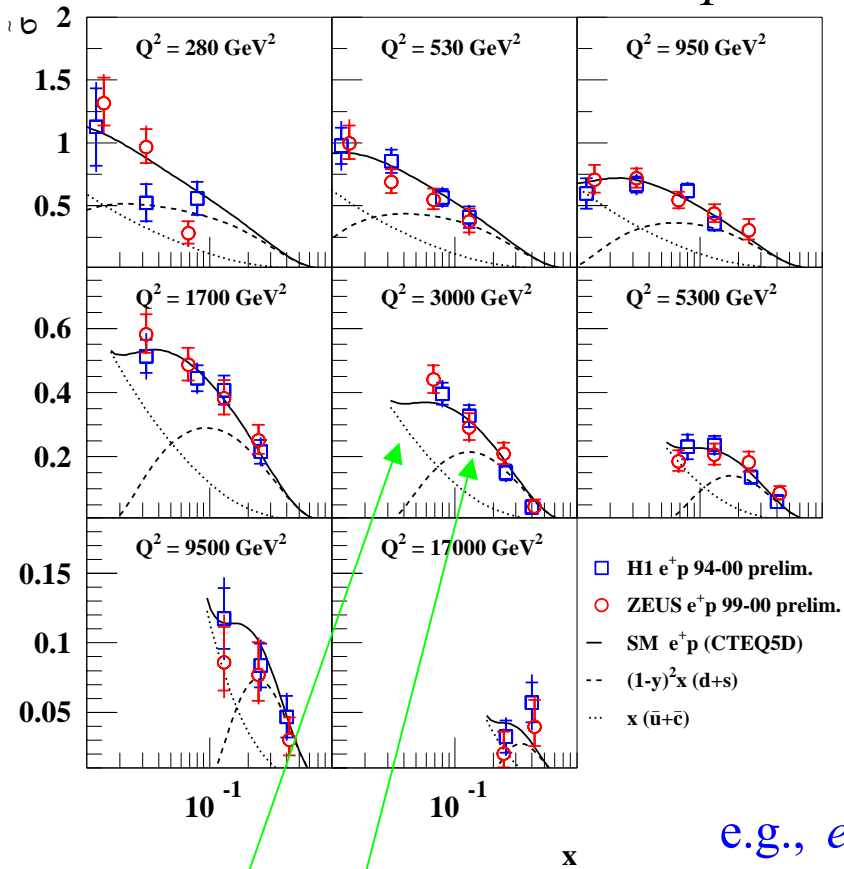 p
σ̃
2
1.5
1
0.5
Q² = 280 GeV²
Q² = 530 GeV²
Q² = 950 GeV²
0.6
0.4
0.2
Q² = 1700 GeV²
Q² = 3000 GeV²
Q² = 5300 GeV²
0.15
0.1
0.05
Q² = 9500 GeV²
Q² = 17000 GeV²
H1 e⁺p 94-00 prelim.
ZEUS e⁺p 99-00 prelim.
SM e⁺p (CTEQ5D)
(1-y)²x (d+s)
x (ū+c̄)
10⁻¹
10⁻¹
x
e.g., e